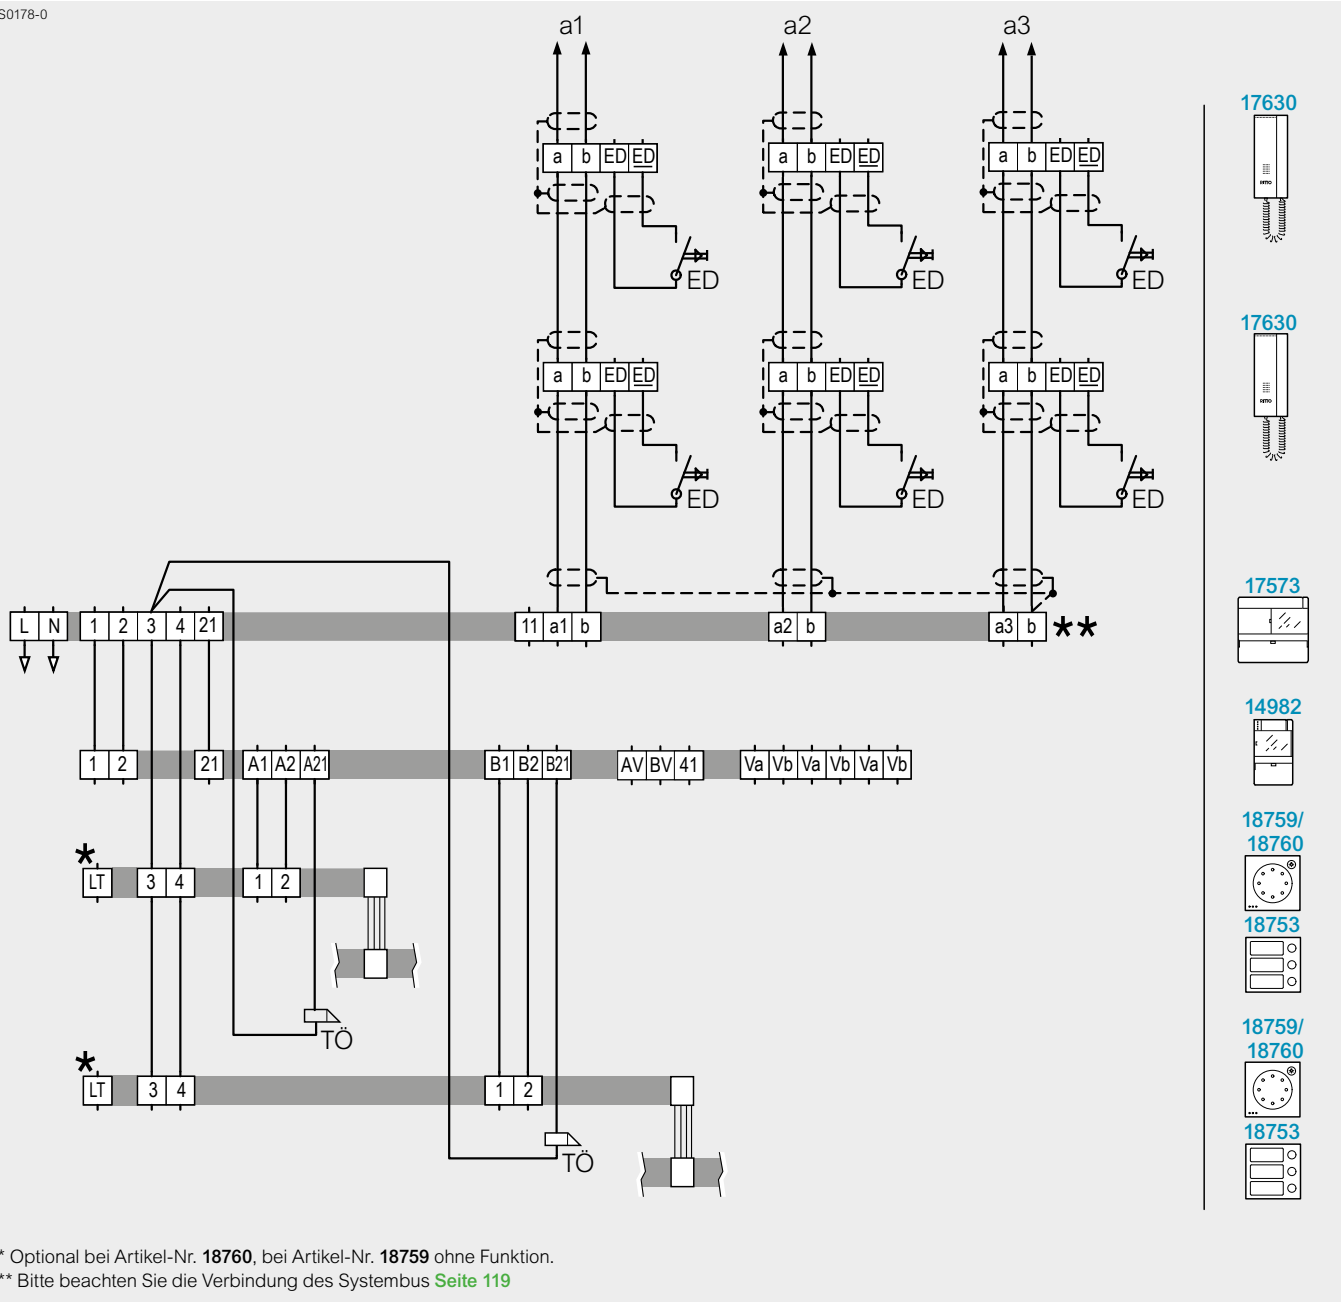 S0178-0
a1 a2 a3
17630
a b ED ED a b ED ED a b ED ED
RITTO
ED ED ED
17630
a b ED ED a b ED ED a b ED ED
RITTO
ED ED ED
17573
L N 1 2 3 4 21 11 a1 b a2 b a3 b **
14982
1 2 21 A1 A2 A21 B1 B2 B21 AV BV 41 Va Vb Va Vb Va Vb
18759/
18760
*
LT 3 4 1 2
18753
TÖ
18759/
18760
*
LT 3 4 1 2
18753
TÖ
* Optional bei Artikel-Nr. 18760, bei Artikel-Nr. 18759 ohne Funktion.
** Bitte beachten Sie die Verbindung des Systembus Seite 119